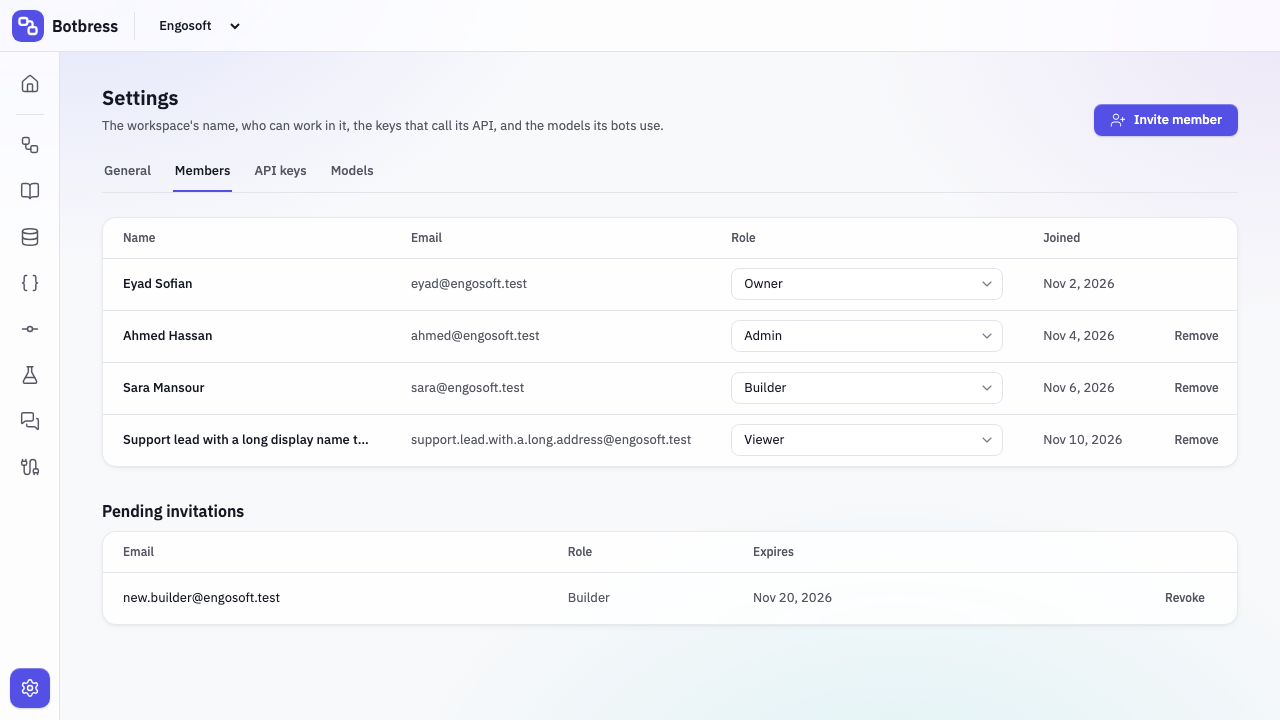 Botbress
Engosoft
Settings
The workspace's name, who can work in it, the keys that call its API, and the models its bots use.
Invite member
General Members API keys Models
Name Email Role Joined
Eyad Sofian eyad@engosoft.test Owner Nov 2, 2026
Ahmed Hassan ahmed@engosoft.test Admin Nov 4, 2026 Remove
Sara Mansour sara@engosoft.test Builder Nov 6, 2026 Remove
Support lead with a long display name t... support.lead.with.a.long.address@engosoft.test Viewer Nov 10, 2026 Remove
Pending invitations
Email Role Expires
new.builder@engosoft.test Builder Nov 20, 2026 Revoke